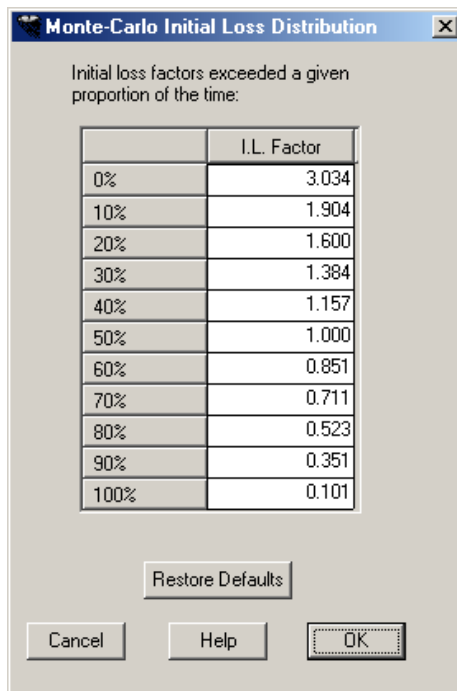 Monte-Carlo Initial Loss Distribution
Initial loss factors exceeded a given
proportion of the time:
I.L. Factor
0% 3.034
10% 1.904
20% 1.600
30% 1.384
40% 1.157
50% 1.000
60% 0.851
70% 0.711
80% 0.523
90% 0.351
100% 0.101
Restore Defaults
Cancel Help OK